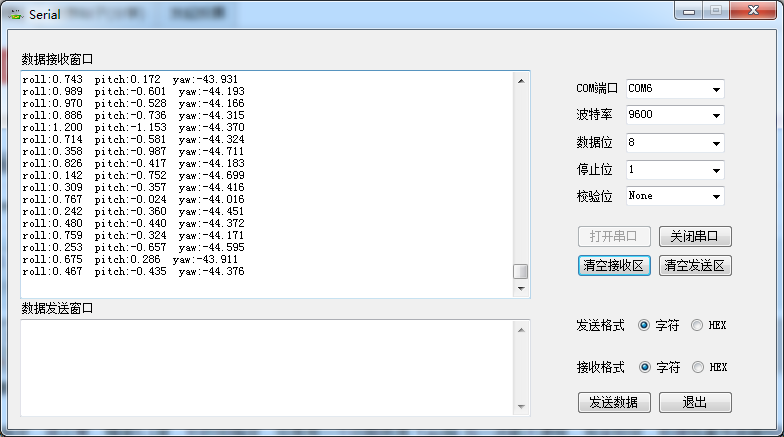 Serial
数据接收窗口
roll:0.743  pitch:0.172  yaw:-43.931
roll:0.989  pitch:-0.601  yaw:-44.193
roll:0.970  pitch:-0.528  yaw:-44.166
roll:0.886  pitch:-0.736  yaw:-44.315
roll:1.200  pitch:-1.153  yaw:-44.370
roll:0.714  pitch:-0.581  yaw:-44.324
roll:0.358  pitch:-0.987  yaw:-44.711
roll:0.826  pitch:-0.417  yaw:-44.183
roll:0.142  pitch:-0.752  yaw:-44.699
roll:0.309  pitch:-0.357  yaw:-44.416
roll:0.767  pitch:-0.024  yaw:-44.016
roll:0.242  pitch:-0.360  yaw:-44.451
roll:0.480  pitch:-0.440  yaw:-44.372
roll:0.759  pitch:-0.324  yaw:-44.171
roll:0.253  pitch:-0.657  yaw:-44.595
roll:0.675  pitch:0.286  yaw:-43.911
roll:0.467  pitch:-0.435  yaw:-44.376
数据发送窗口
COM端口 COM6
波特率 9600
数据位 8
停止位 1
校验位 None
打开串口 关闭串口
清空接收区 清空发送区
发送格式 字符 HEX
接收格式 字符 HEX
发送数据 退出